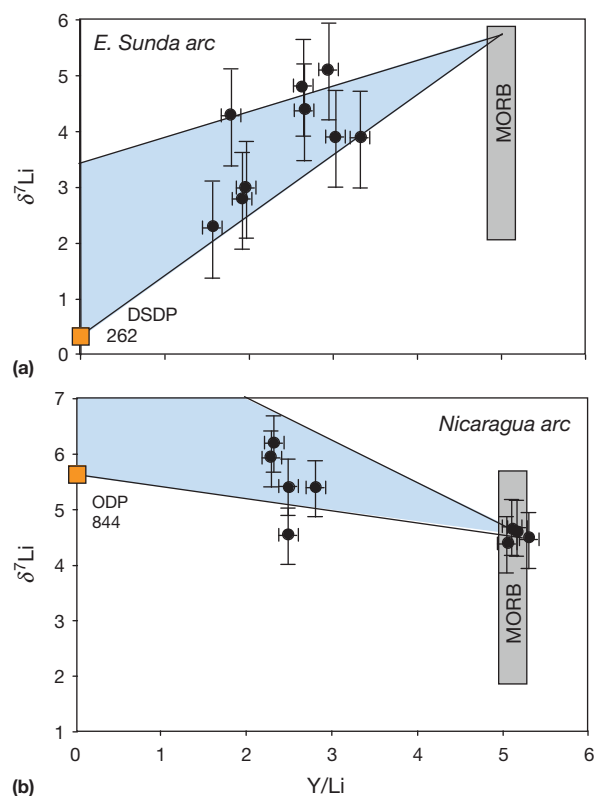 6
E. Sunda arc
5
4
3
2
1
0
δ⁷Li
MORB
DSDP
262
(a)
7
Nicaragua arc
6
5
4
3
2
1
δ⁷Li
ODP
844
MORB
0 1 2 3 4 5 6
(b)
Y/Li